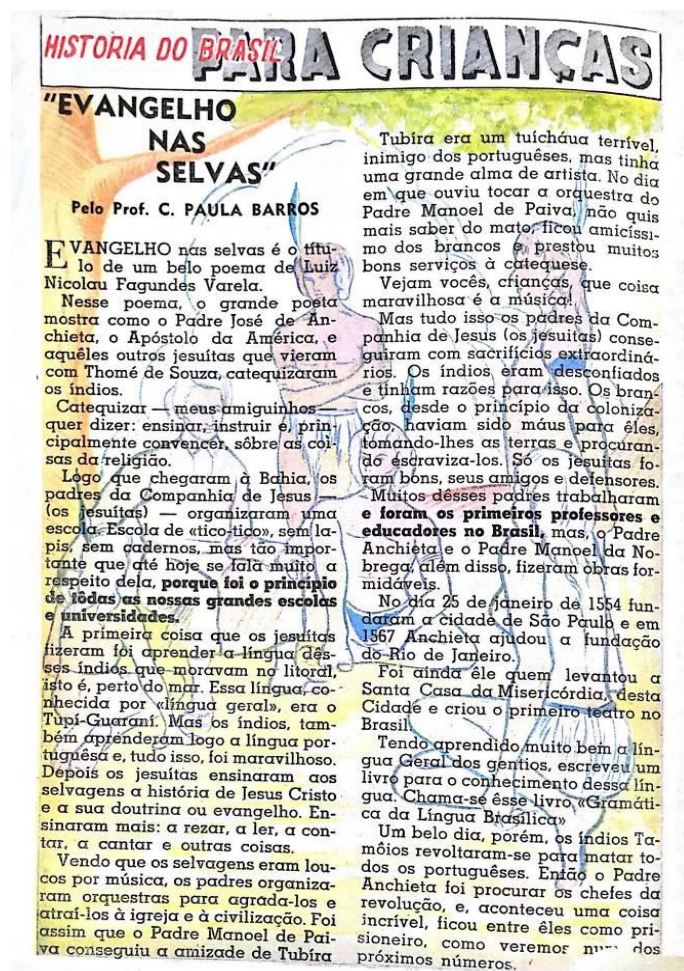 HISTORIA DO BRASIL
PARA CRIANÇAS
"EVANGELHO
NAS
SELVAS"
Pelo Prof. C. PAULA BARROS
EVANGELHO nas selvas é o títu-
lo de um belo poema de Luiz
Nicolau Fagundes Varela.
Nesse poema, o grande poeta
mostra como o Padre José de An-
chieta, o Apóstolo da América, e
aquêles outros jesuítas que vieram
com Thomé de Souza, catequizaram
os índios.
Catequizar — meus amiguinhos —
quer dizer: ensinar, instruir e, prin-
cipalmente convencer, sôbre as coi-
sas da religião.
Lógo que chegaram à Bahia, os
padres da Companhia de Jesus —
(os jesuítas) — organizaram uma
escola. Escola de «tico-tico», sem la-
pis, sem cadernos, mas tão impor-
tante que até hoje se fala muito a
respeito dela, porque foi o princípio
de tôdas as nossas grandes escolas
e universidades.
A primeira coisa que os jesuítas
fizeram foi aprender a língua dês-
ses índios que moravam no litoral,
isto é, perto do mar. Essa língua, co-
nhecida por «língua geral», era o
Tupí-Guaraní. Mas os índios, tam-
bém aprenderam logo a língua por-
tuguêsa e, tudo isso, foi maravilhoso.
Depois os jesuítas ensinaram aos
selvagens a história de Jesus Cristo
e a sua doutrina ou evangelho. En-
sinaram mais: a rezar, a ler, a con-
tar, a cantar e outras coisas.
Vendo que os selvagens eram lou-
cos por música, os padres organiza-
ram orquestras para agrada-los e
atraí-los à igreja e à civilização. Foi
assim que o Padre Manoel de Pai-
va conseguiu a amizade de Tubíra
Tubíra era um tuícháua terrível,
inimigo dos português​es, mas tinha
uma grande alma de artista. No dia
em que ouviu tocar a orquestra do
Padre Manoel de Paiva, não quis
mais saber do mato, ficou amicíssi-
mo dos brancos e prestou muitos
bons serviços à catequese.
Vejam vocês, crianças, que coisa
maravilhosa é a música!
Mas tudo isso os padres da Com-
panhia de Jesus (os jesuitas) conse-
guiram com sacrifícios extraordiná-
rios. Os índios eram desconfiados
e tinham razões para isso. Os bran-
cos, desde o princípio da coloniza-
ção, haviam sido máus para êles,
tomando-lhes as terras e procuran-
do escraviza-los. Só os jesuítas fo-
ram bons, seus amigos e defensores.
Muitos dêsses padres trabalharam
e foram os primeiros professores e
educadores no Brasil, mas, o Padre
Anchieta e o Padre Manoel da No-
brega, além disso, fizeram obras for-
midáveis.
No día 25 de janeiro de 1554 fun-
daram a cidade de São Paulo e em
1567 Anchieta ajudou a fundação
do Rio de Janeiro.
Foi ainda êle quem levantou a
Santa Casa da Misericórdia, desta
Cidade e criou o primeiro teatro no
Brasil.
Tendo aprendido muito bem a lín-
gua Geral dos gentios, escreveu um
livro para o conhecimento dessa lín-
gua. Chama-se êsse livro «Gramáti-
ca da Língua Brasílica»
Um belo dia, porém, os índios Ta-
môios revoltaram-se para matar to-
dos os portuguêses. Então o Padre
Anchieta foi procurar os chefes da
revolução, e, aconteceu uma coisa
incrível, ficou entre êles como pri-
sioneiro, como veremos num dos
próximos números.